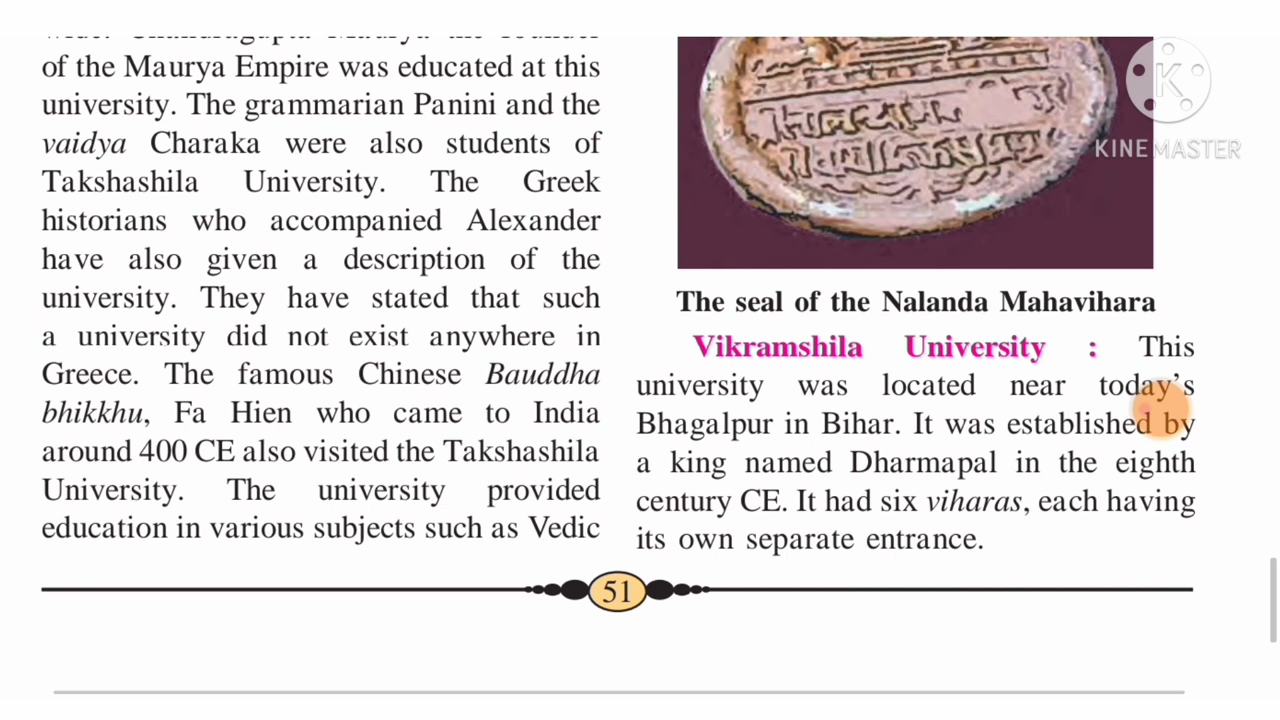 of the Maurya Empire was educated at this
university. The grammarian Panini and the
vaidya Charaka were also students of
Takshashila University. The Greek
historians who accompanied Alexander
have also given a description of the
university. They have stated that such
a university did not exist anywhere in
Greece. The famous Chinese Bauddha
bhikkhu, Fa Hien who came to India
around 400 CE also visited the Takshashila
University. The university provided
education in various subjects such as Vedic
K
KINEMASTER
The seal of the Nalanda Mahavihara
Vikramshila University : This
university was located near today's
Bhagalpur in Bihar. It was established by
a king named Dharmapal in the eighth
century CE. It had six viharas, each having
its own separate entrance.
51